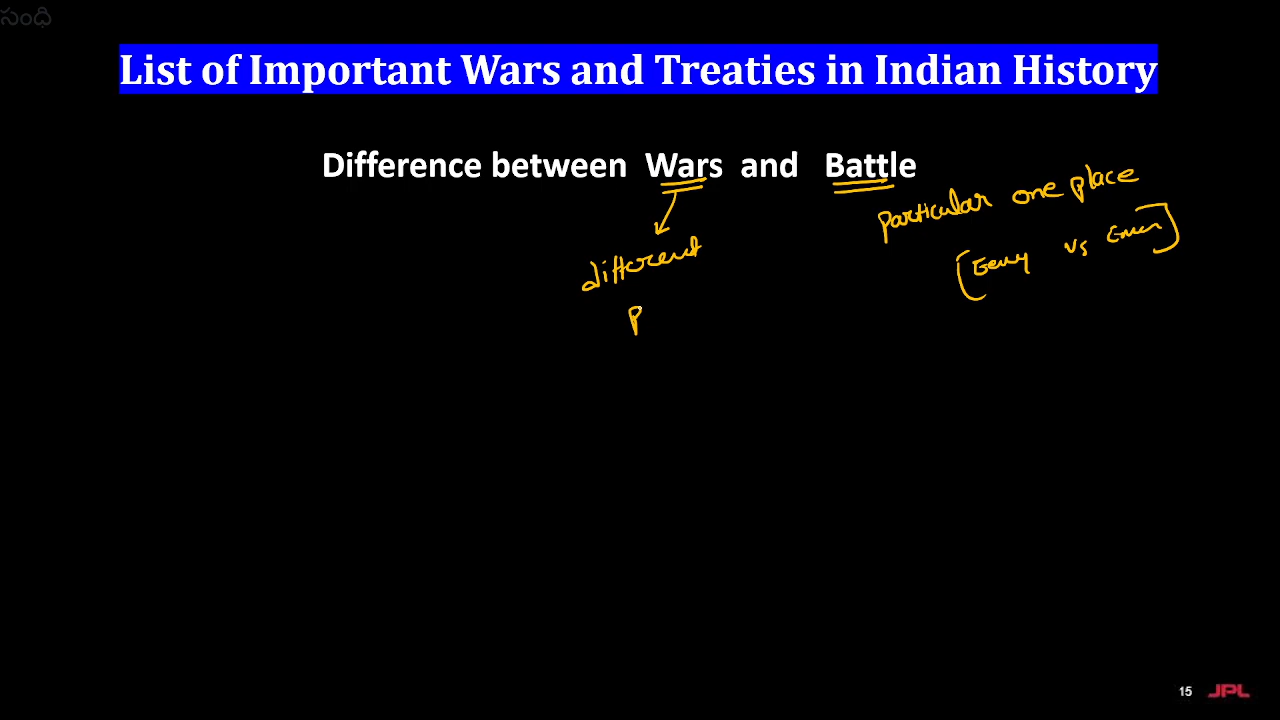 సంధి
List of Important Wars and Treaties in Indian History
Difference between Wars and Battle
particular one place
different
[ vs ]
P
15 JPL